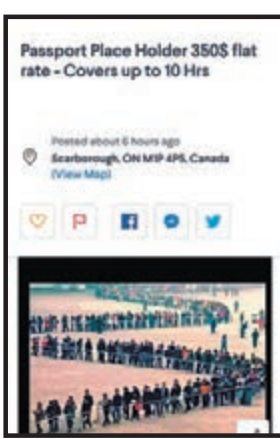 Passport Place Holder 350$ flat
rate - Covers up to 10 Hrs
Posted about 6 hours ago
Scarborough, ON M1P 4P5, Canada
(View Map)